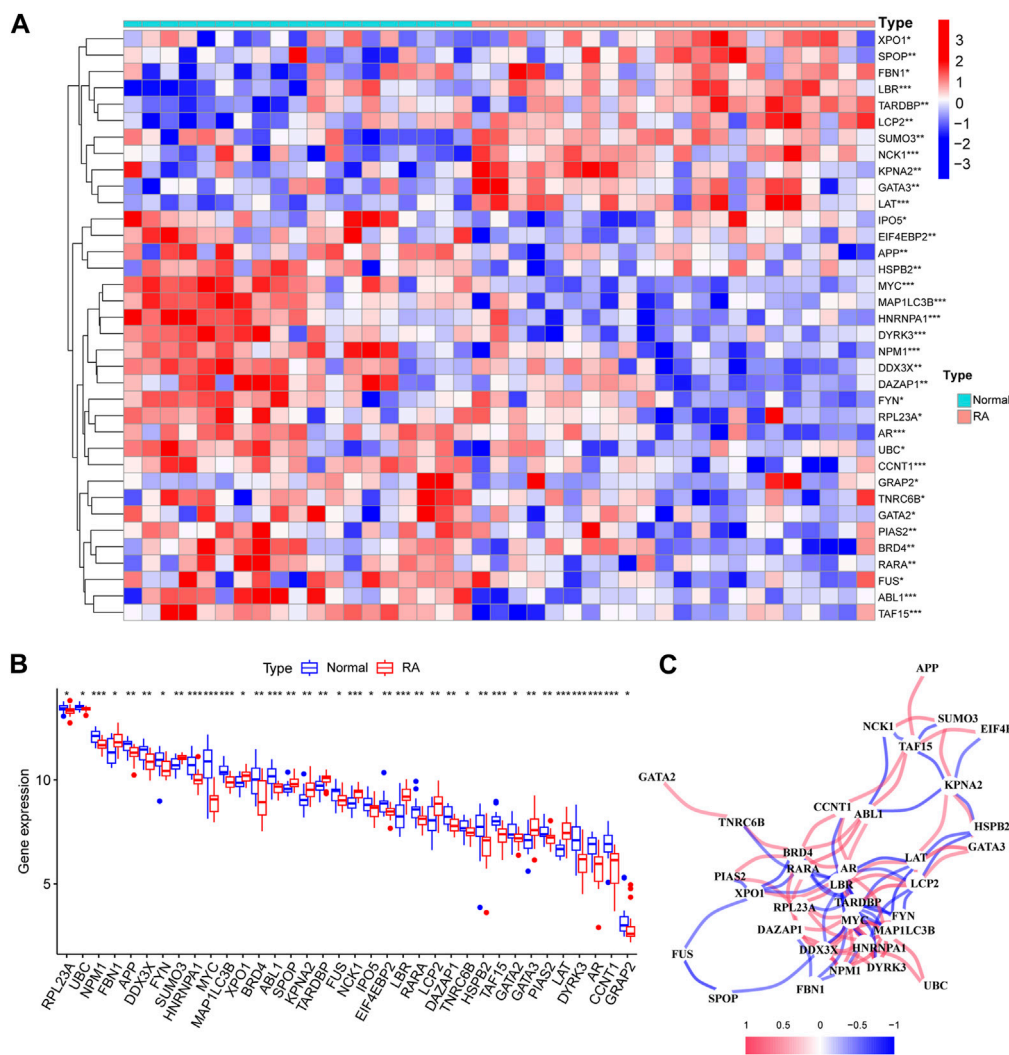 A
Type
XPO1*
SPOP**
FBN1*
LBR***
TARDBP**
LCP2**
SUMO3**
NCK1***
KPNA2**
GATA3**
LAT***
IPO5*
EIF4EBP2**
APP**
HSPB2**
MYC***
MAP1LC3B***
HNRNPA1***
DYRK3***
NPM1***
DDX3X**
DAZAP1**
FYN*
RPL23A*
AR***
UBC*
CCNT1***
GRAP2*
TNRC6B*
GATA2*
PIAS2**
BRD4**
RARA**
FUS*
ABL1***
TAF15***
3
2
1
0
−1
−2
−3
Type
Normal
RA
B
Type Normal RA
* * *** * ** ** * ** *** *** *** * ** *** ** ** ** * *** * ** *** ** ** ** * ** *** * ** ** *** *** *** *** *
Gene expression
10
5
RPL23A
UBC
NPM1
FBN1
APP
DDX3X
FYN
SUMO3
HNRNPA1
MYC
MAP1LC3B
XPO1
BRD4
ABL1
SPOP
KPNA2
TARDBP
FUS
NCK1
IPO5
EIF4EBP2
LBR
RARA
LCP2
DAZAP1
TNRC6B
HSPB2
TAF15
GATA2
GATA3
PIAS2
LAT
DYRK3
AR
CCNT1
GRAP2
C
APP
SUMO3
NCK1
EIF4E
TAF15
GATA2
KPNA2
CCNT1
ABL1
TNRC6B
HSPB2
GATA3
BRD4
LAT
RARA
AR
PIAS2
LBR
LCP2
XPO1
TARDBP
RPL23A
FYN
MYC
MAP1LC3B
DAZAP1
HNRNPA1
DDX3X
FUS
NPM1
DYRK3
UBC
FBN1
SPOP
1 0.5 0 −0.5 −1